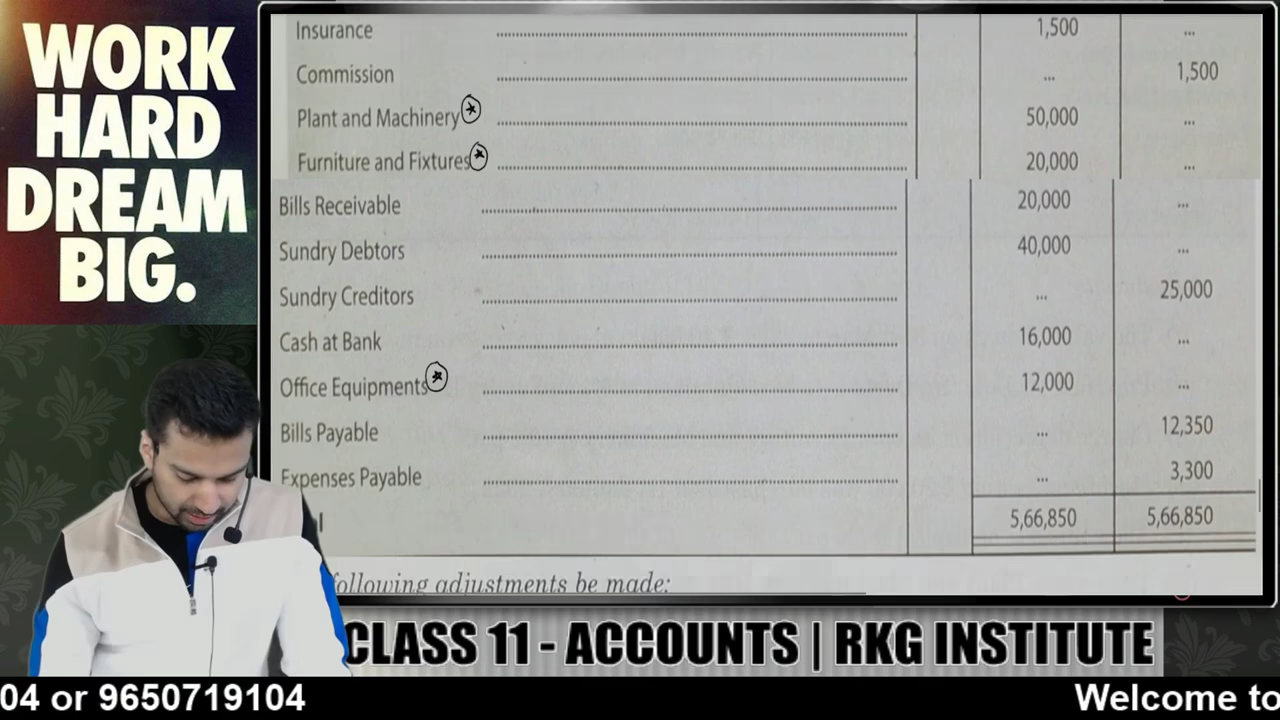 WORK
HARD
DREAM
BIG.
Insurance 1,500 ...
Commission ... 1,500
Plant and Machinery 50,000 ...
Furniture and Fixtures 20,000 ...
Bills Receivable 20,000 ...
Sundry Debtors 40,000 ...
Sundry Creditors ... 25,000
Cash at Bank 16,000 ...
Office Equipments 12,000 ...
Bills Payable 12,350
Expenses Payable ... 3,300
5,66,850 5,66,850
following adjustments be made:
CLASS 11 - ACCOUNTS | RKG INSTITUTE
04 or 9650719104 Welcome to